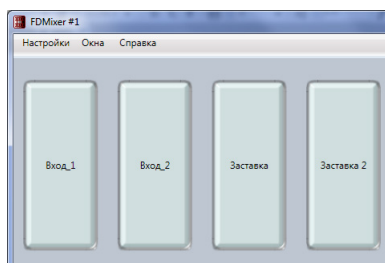 FDMixer #1
Настройки Окна Справка
Вход_1 Вход_2 Заставка Заставка 2